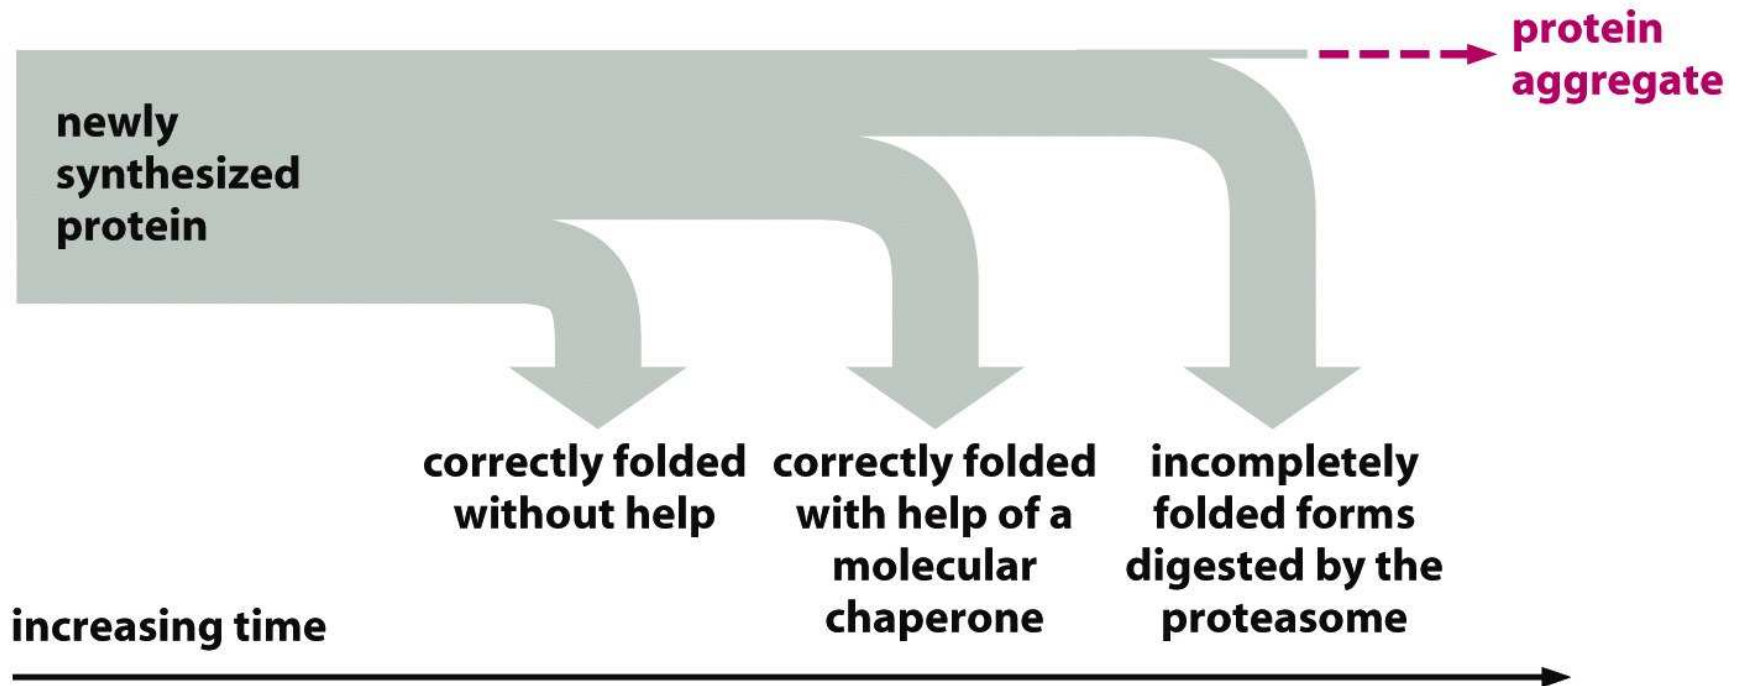 protein
aggregate
newly
synthesized
protein
correctly folded
without help
correctly folded
with help of a
molecular
chaperone
incompletely
folded forms
digested by the
proteasome
increasing time